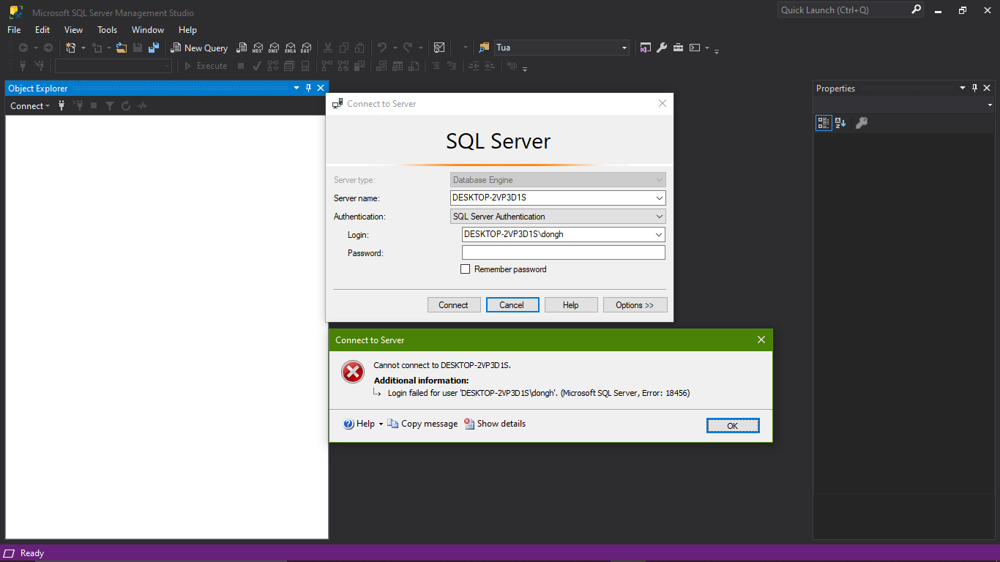 Microsoft SQL Server Management Studio
Quick Launch (Ctrl+Q)
File Edit View Tools Window Help
New Query MDX DMX XMLA DAX Tua
Execute
Object Explorer
Connect
Properties
Connect to Server
SQL Server
Server type: Database Engine
Server name: DESKTOP-2VP3D1S
Authentication: SQL Server Authentication
Login: DESKTOP-2VP3D1S\dongh
Password:
Remember password
Connect Cancel Help Options >>
Connect to Server
Cannot connect to DESKTOP-2VP3D1S.
Additional information:
Login failed for user 'DESKTOP-2VP3D1S\dongh'. (Microsoft SQL Server, Error: 18456)
Help Copy message Show details OK
Ready